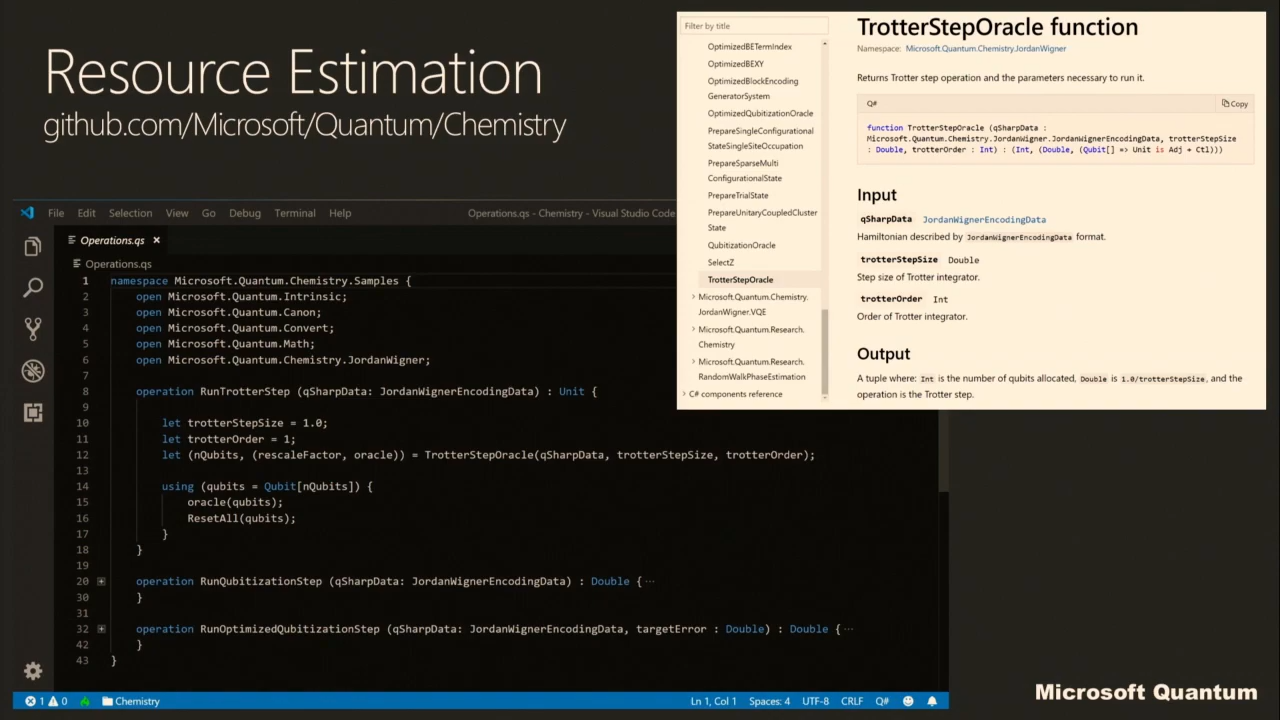 Resource Estimation
github.com/Microsoft/Quantum/Chemistry
Filter by title
OptimizedBETermIndex
OptimizedBEXY
OptimizedBlockEncoding
GeneratorSystem
OptimizedQubitizationOracle
PrepareSingleConfigurational
StateSingleSiteOccupation
PrepareSparseMulti
ConfigurationalState
PrepareTrialState
PrepareUnitaryCoupledCluster
State
QubitizationOracle
SelectZ
TrotterStepOracle
Microsoft.Quantum.Chemistry.
JordanWigner.VQE
Microsoft.Quantum.Research.
Chemistry
Microsoft.Quantum.Research.
RandomWalkPhaseEstimation
C# components reference
TrotterStepOracle function
Namespace: Microsoft.Quantum.Chemistry.JordanWigner
Returns Trotter step operation and the parameters necessary to run it.
Q# Copy
function TrotterStepOracle (qSharpData :
Microsoft.Quantum.Chemistry.JordanWigner.JordanWignerEncodingData, trotterStepSize
: Double, trotterOrder : Int) : (Int, (Double, (Qubit[] => Unit is Adj + Ctl)))
Input
qSharpData JordanWignerEncodingData
Hamiltonian described by JordanWignerEncodingData format.
trotterStepSize Double
Step size of Trotter integrator.
trotterOrder Int
Order of Trotter integrator.
Output
A tuple where: Int is the number of qubits allocated, Double is 1.0/trotterStepSize, and the
operation is the Trotter step.
File Edit Selection View Go Debug Terminal Help Operations.qs - Chemistry - Visual Studio Code
Operations.qs ×
Operations.qs
1 namespace Microsoft.Quantum.Chemistry.Samples {
2 open Microsoft.Quantum.Intrinsic;
3 open Microsoft.Quantum.Canon;
4 open Microsoft.Quantum.Convert;
5 open Microsoft.Quantum.Math;
6 open Microsoft.Quantum.Chemistry.JordanWigner;
7
8 operation RunTrotterStep (qSharpData: JordanWignerEncodingData) : Unit {
9
10 let trotterStepSize = 1.0;
11 let trotterOrder = 1;
12 let (nQubits, (rescaleFactor, oracle)) = TrotterStepOracle(qSharpData, trotterStepSize, trotterOrder);
13
14 using (qubits = Qubit[nQubits]) {
15 oracle(qubits);
16 ResetAll(qubits);
17 }
18 }
19
20 operation RunQubitizationStep (qSharpData: JordanWignerEncodingData) : Double {···
30 }
31
32 operation RunOptimizedQubitizationStep (qSharpData: JordanWignerEncodingData, targetError : Double) : Double {···
42 }
43 }
1 0 Chemistry Ln 1, Col 1 Spaces: 4 UTF-8 CRLF Q#
Microsoft Quantum